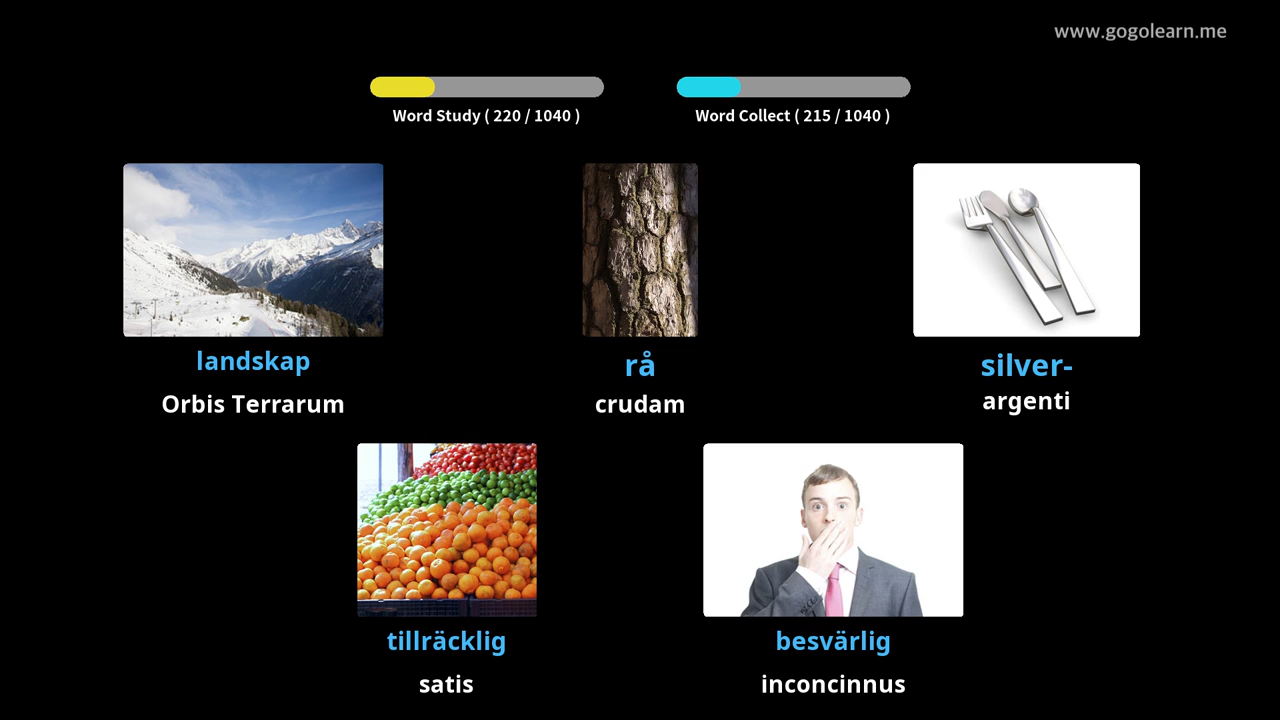 www.gogolearn.me
Word Study ( 220 / 1040 )
Word Collect ( 215 / 1040 )
landskap
Orbis Terrarum
rå
crudam
silver-
argenti
tillräcklig
satis
besvärlig
inconcinnus